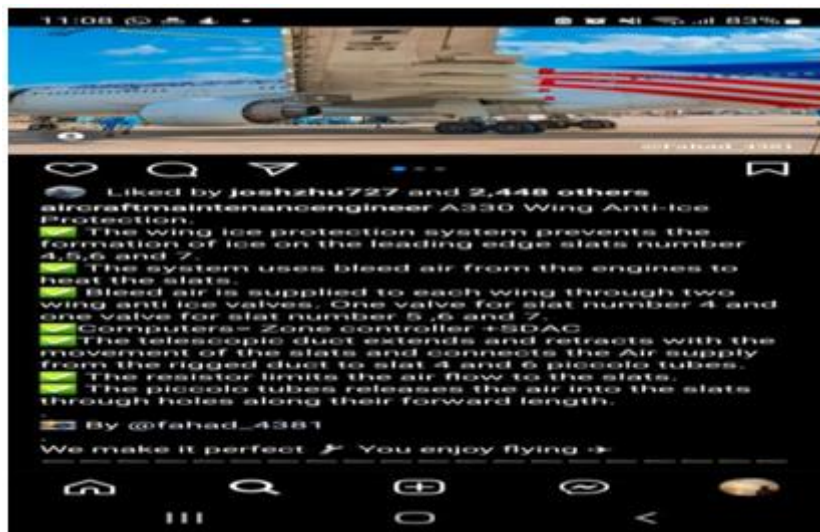 11:08
83%
@fahad_4381
Liked by joshzhu727 and 2,448 others
aircraftmaintenanceengineer A330 Wing Anti-Ice
Protection.
✅ The wing ice protection system prevents the
formation of ice on the leading edge slats number
4,5,6 and 7.
✅ The system uses bleed air from the engines to
heat the slats.
✅ Bleed air is supplied to each wing through two
wing anti ice valves. One valve for slat number 4 and
one valve for slat number 5 ,6 and 7.
✅Computers= Zone controller +SDAC
✅The telescopic duct extends and retracts with the
movement of the slats and connects the Air supply
from the rigged duct to slat 4 and 6 piccolo tubes.
✅ The resistor limits the air flow to the slats.
✅ The piccolo tubes releases the air into the slats
through holes along their forward length.
.
📷 By @fahad_4381
.
We make it perfect 🔧 You enjoy flying ✈